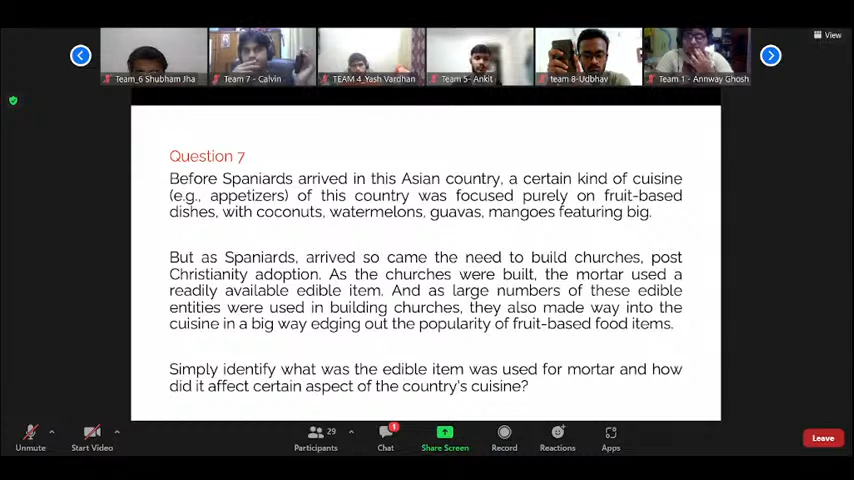 View
Team_6 Shubham Jha
Team 7 - Calvin
TEAM 4_Yash Vardhan
Team 5- Ankit
team 8-Udbhav
Team 1 - Annway Ghosh
Question 7
Before Spaniards arrived in this Asian country, a certain kind of cuisine
(e.g., appetizers) of this country was focused purely on fruit-based
dishes, with coconuts, watermelons, guavas, mangoes featuring big.
But as Spaniards, arrived so came the need to build churches, post
Christianity adoption. As the churches were built, the mortar used a
readily available edible item. And as large numbers of these edible
entities were used in building churches, they also made way into the
cuisine in a big way edging out the popularity of fruit-based food items.
Simply identify what was the edible item was used for mortar and how
did it affect certain aspect of the country's cuisine?
29
1
Unmute
Start Video
Participants
Chat
Share Screen
Record
Reactions
Apps
Leave